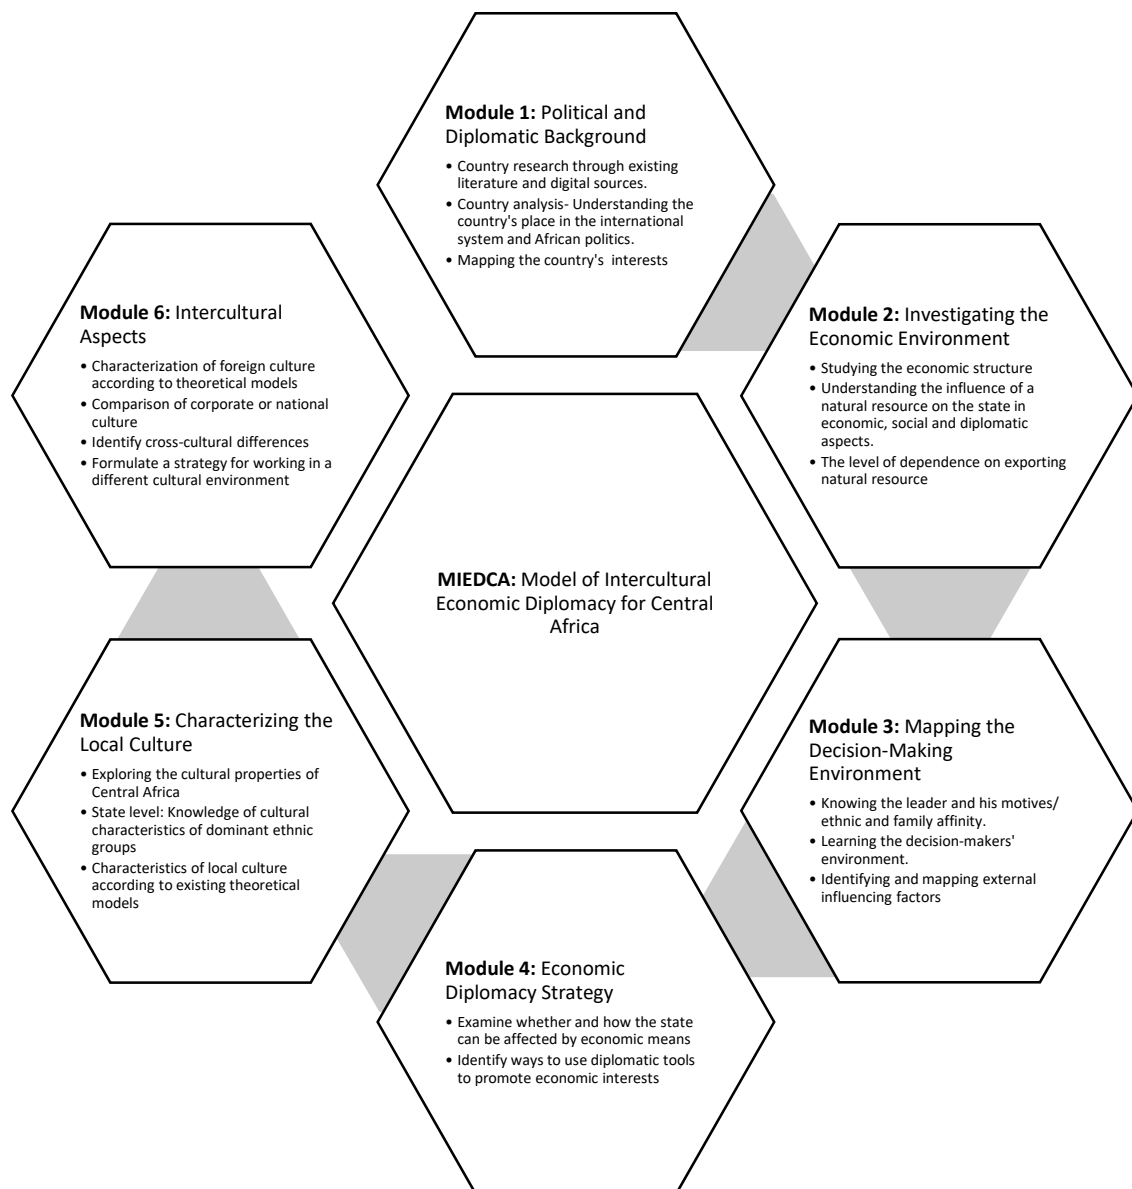 Module 1: Political and
Diplomatic Background
• Country research through existing
literature and digital sources.
• Country analysis- Understanding the
country's place in the international
system and African politics.
• Mapping the country's  interests
Module 2: Investigating the
Economic Environment
• Studying the economic structure
• Understanding the influence of a
natural resource on the state in
economic, social and diplomatic
aspects.
• The level of dependence on exporting
natural resource
Module 3: Mapping the
Decision-Making
Environment
• Knowing the leader and his motives/
ethnic and family affinity.
• Learning the decision-makers'
environment.
• Identifying and mapping external
influencing factors
Module 4: Economic
Diplomacy Strategy
• Examine whether and how the state
can be affected by economic means
• Identify ways to use diplomatic tools
to promote economic interests
Module 5: Characterizing the
Local Culture
• Exploring the cultural properties of
Central Africa
• State level: Knowledge of cultural
characteristics of dominant ethnic
groups
• Characteristics of local culture
according to existing theoretical
models
Module 6: Intercultural
Aspects
• Characterization of foreign culture
according to theoretical models
• Comparison of corporate or national
culture
• Identify cross-cultural differences
• Formulate a strategy for working in a
different cultural environment
MIEDCA: Model of Intercultural
Economic Diplomacy for Central
Africa